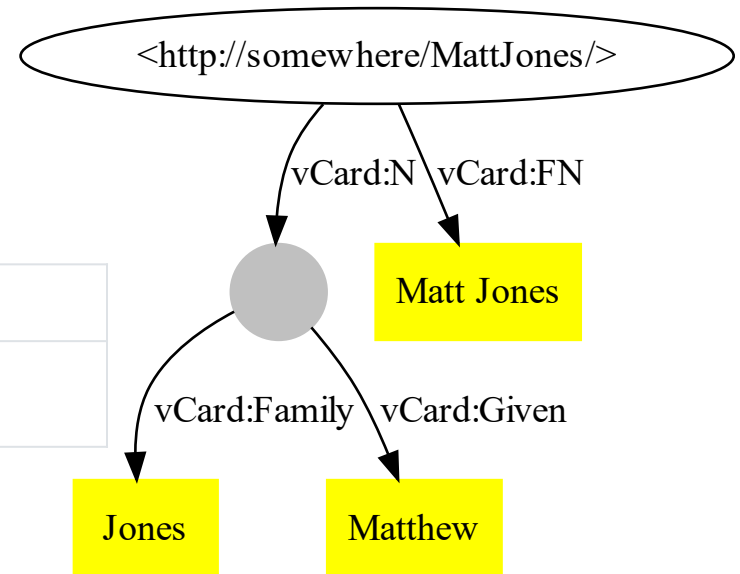 <http://somewhere/MattJones/>
vCard:N
vCard:FN
Matt Jones
vCard:Family
vCard:Given
Jones
Matthew